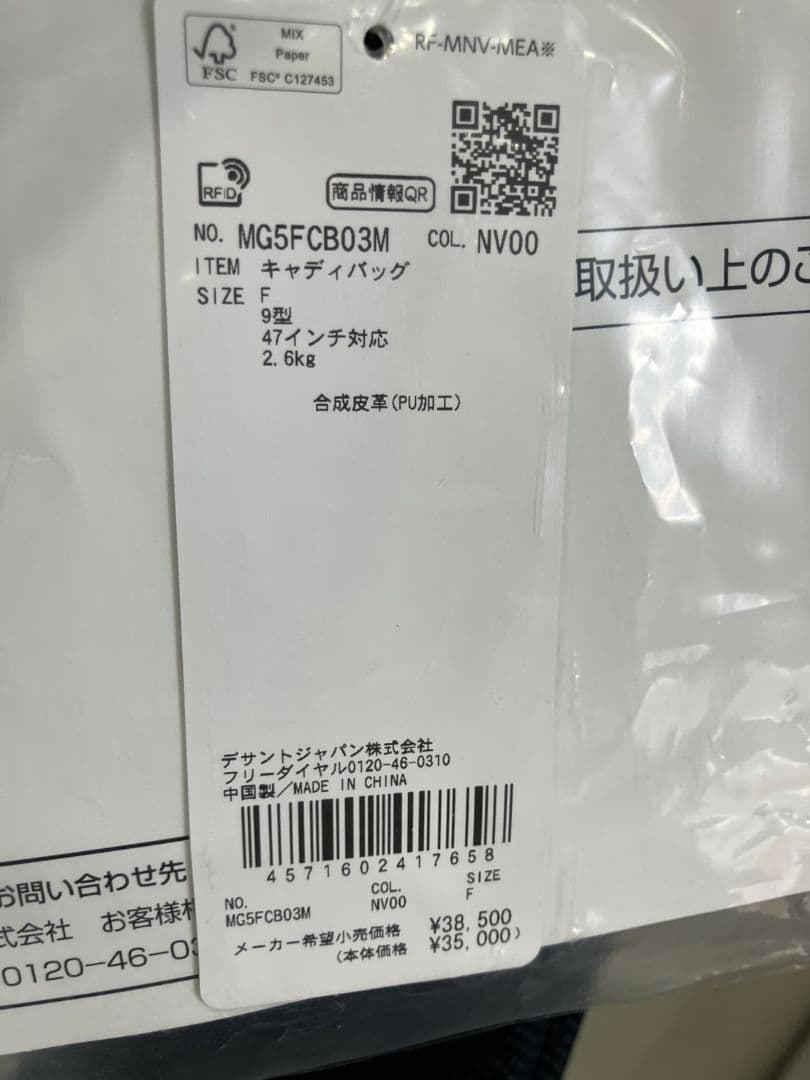 MIX
Paper
FSC
FSC® C127453
RF-MNV-MEA※
RFID
商品情報QR
NO. MG5FCB03M COL. NV00
ITEM キャディバッグ
SIZE F
9型
47インチ対応
2.6kg
合成皮革(PU加工)
取扱い上のご
デサントジャパン株式会社
フリーダイヤル0120-46-0310
中国製/MADE IN CHINA
4571602417658
NO. COL. SIZE
MG5FCB03M NV00 F
メーカー希望小売価格 ¥38,500
(本体価格 ¥35,000)
お問い合わせ先
式会社 お客様
0120-46-03